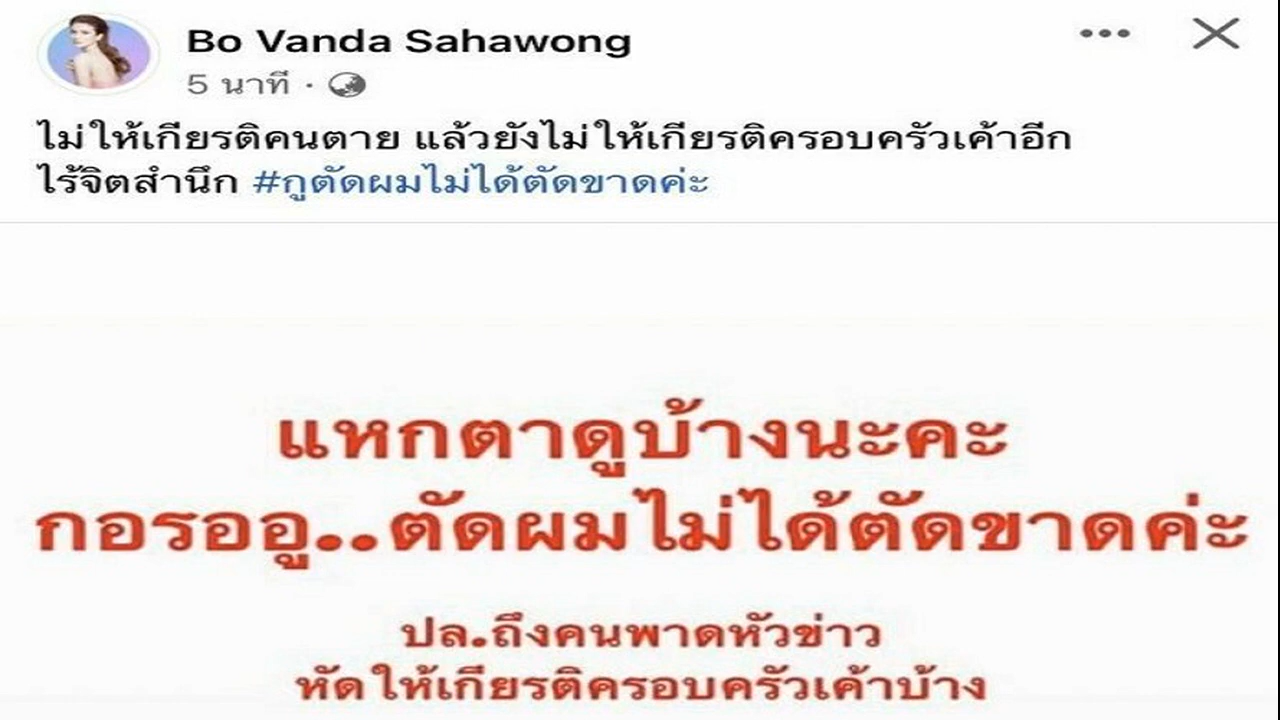 Bo Vanda Sahawong
5 นาที ·
ไม่ให้เกียรติคนตาย แล้วยังไม่ให้เกียรติครอบครัวเค้าอีก
ไร้จิตสำนึก #กูตัดผมไม่ได้ตัดขาดค่ะ
แหกตาดูบ้างนะคะ
กอรออู..ตัดผมไม่ได้ตัดขาดค่ะ
ปล.ถึงคนพาดหัวข่าว
หัดให้เกียรติครอบครัวเค้าบ้าง